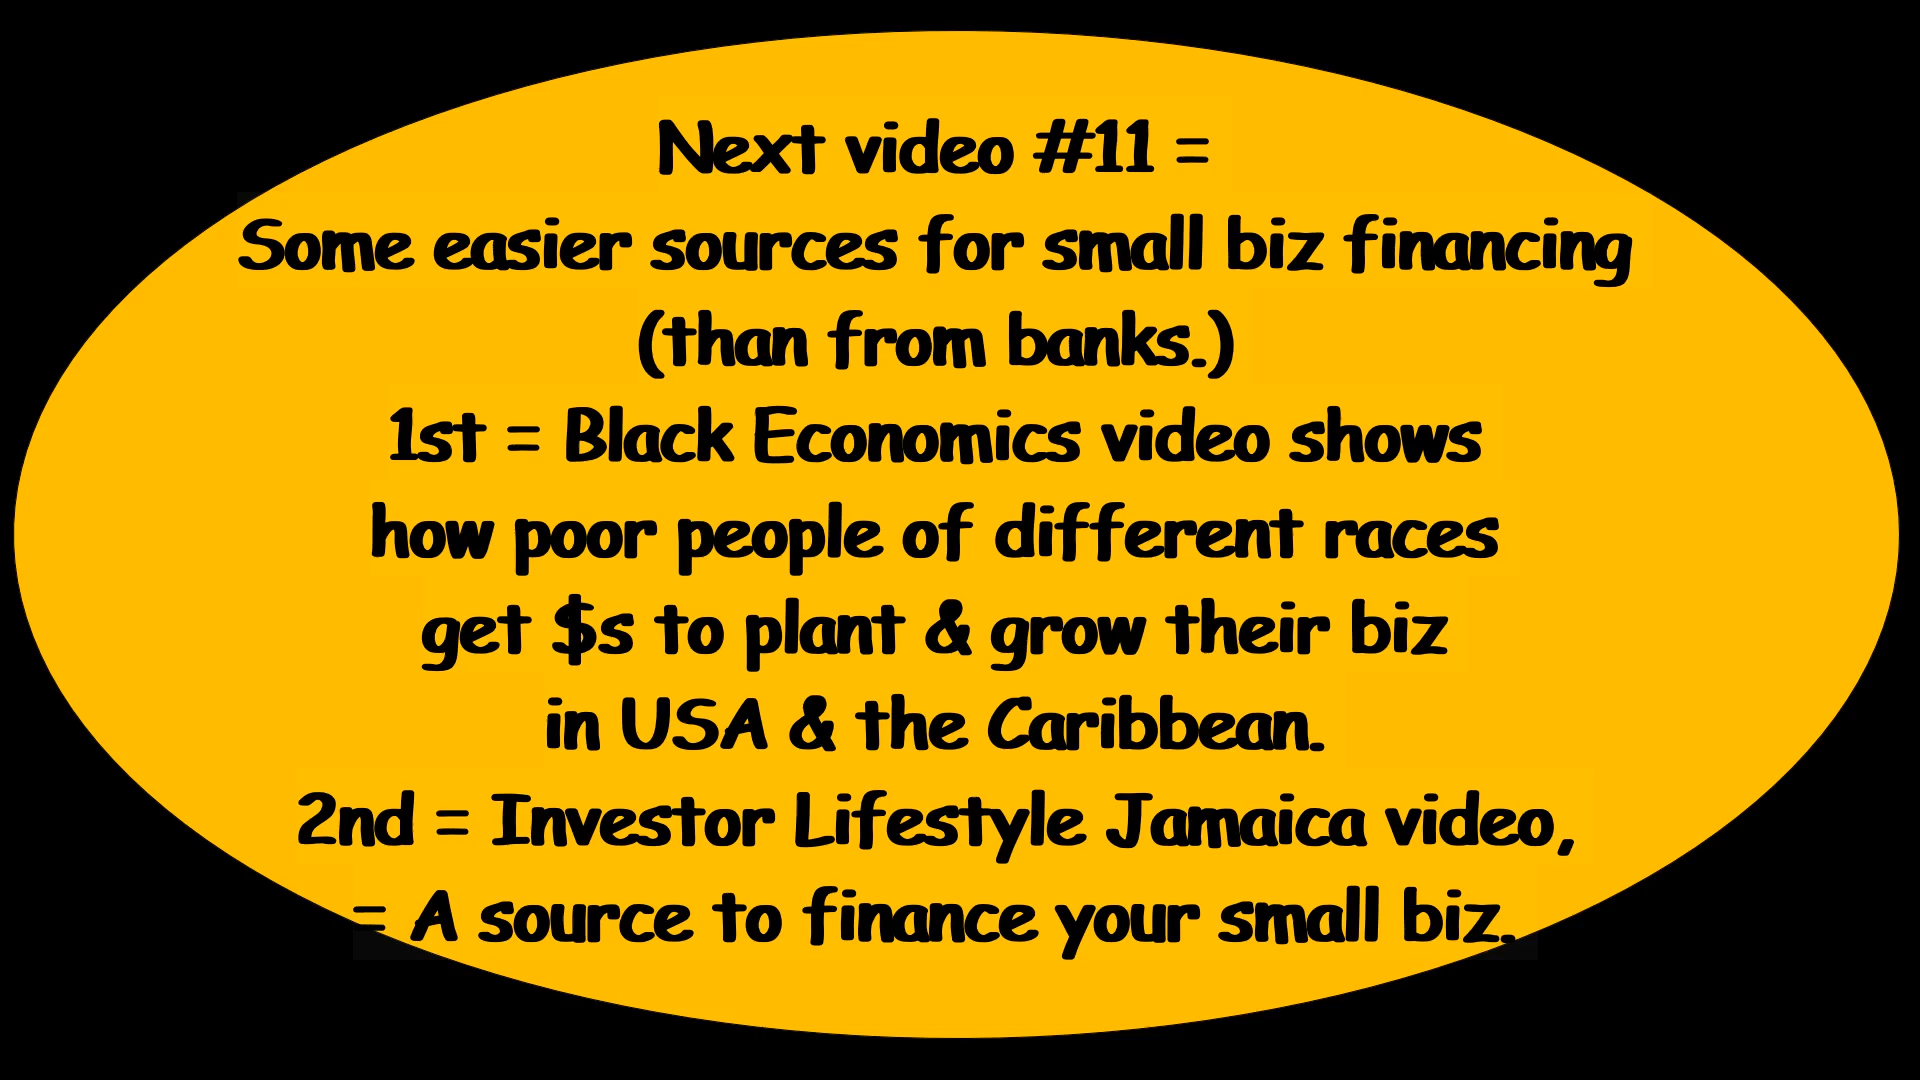 Next video #11 =
Some easier sources for small biz financing
(than from banks.)
1st = Black Economics video shows
how poor people of different races
get $s to plant & grow their biz
in USA & the Caribbean.
2nd = Investor Lifestyle Jamaica video,
= A source to finance your small biz.